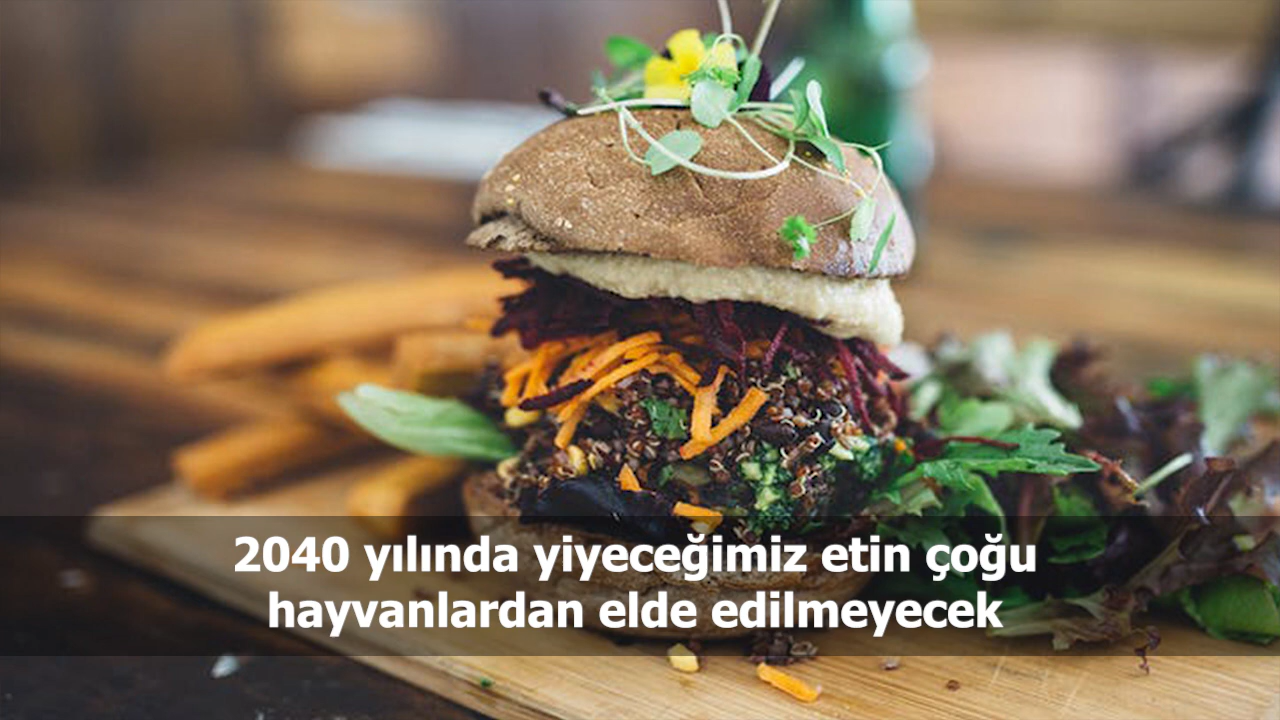 2040 yılında yiyeceğimiz etin çoğu
hayvanlardan elde edilmeyecek